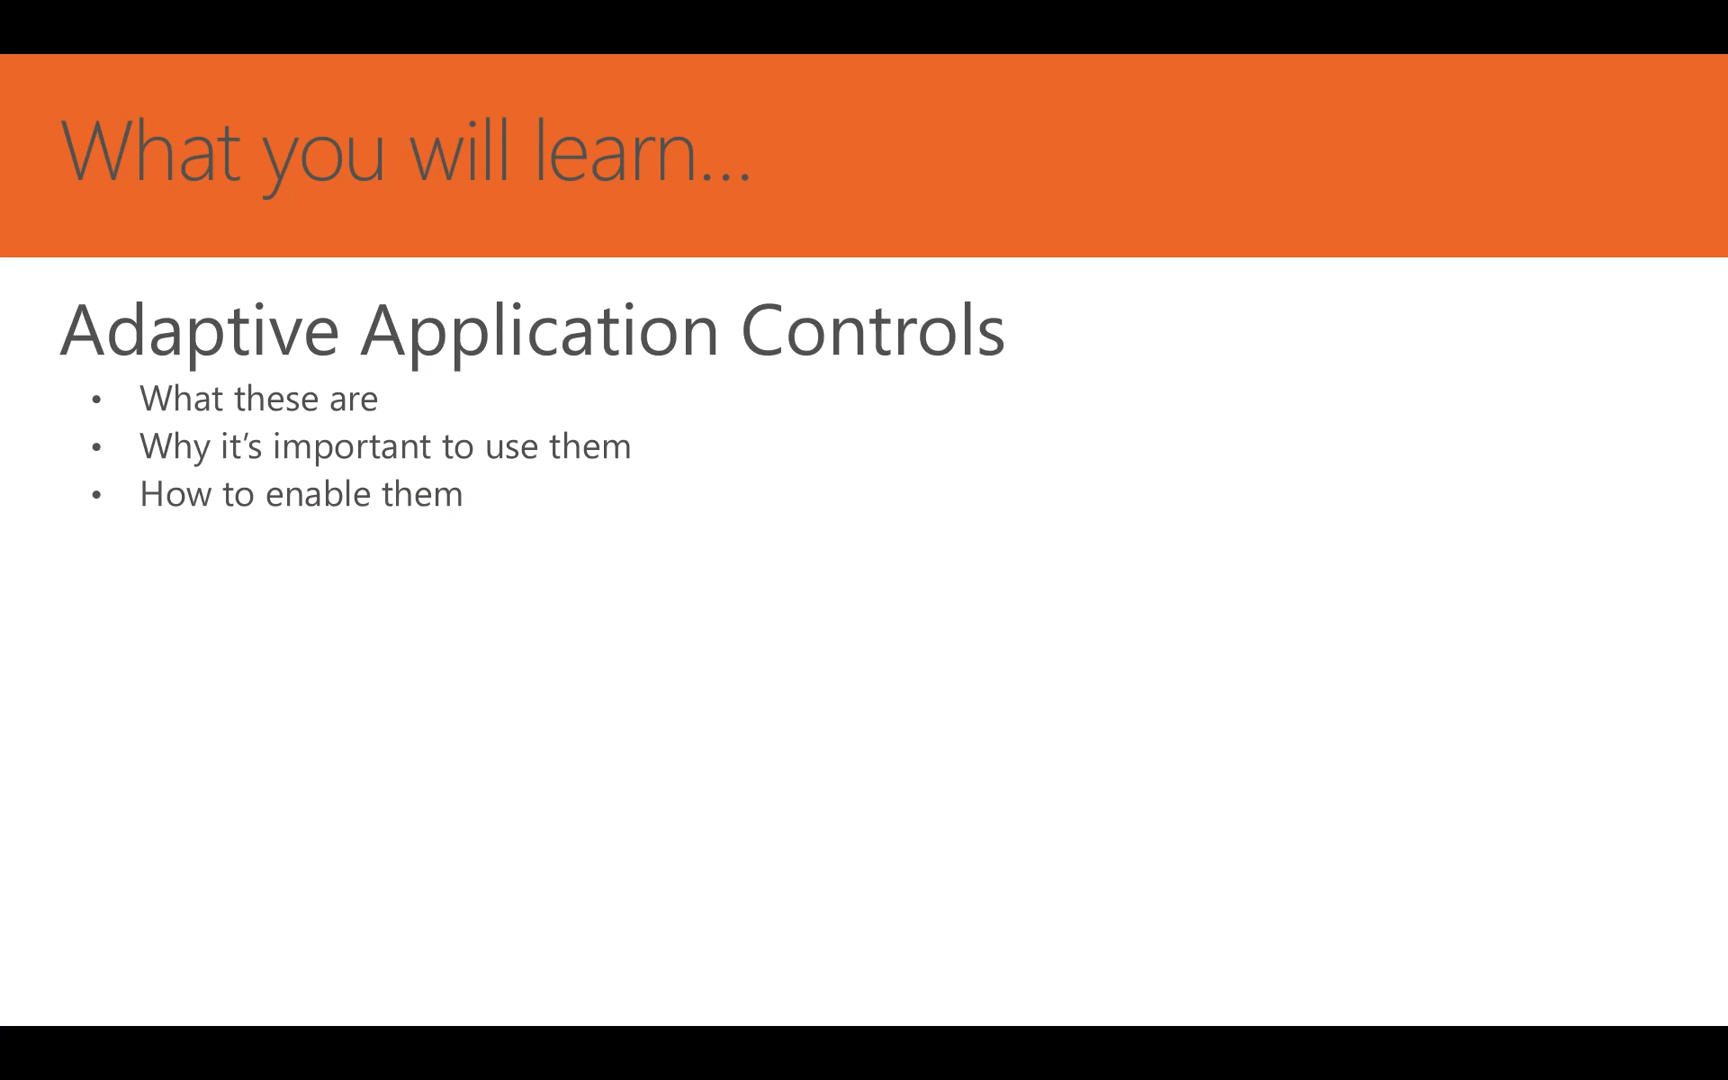 What you will learn...
Adaptive Application Controls
• What these are
• Why it’s important to use them
• How to enable them